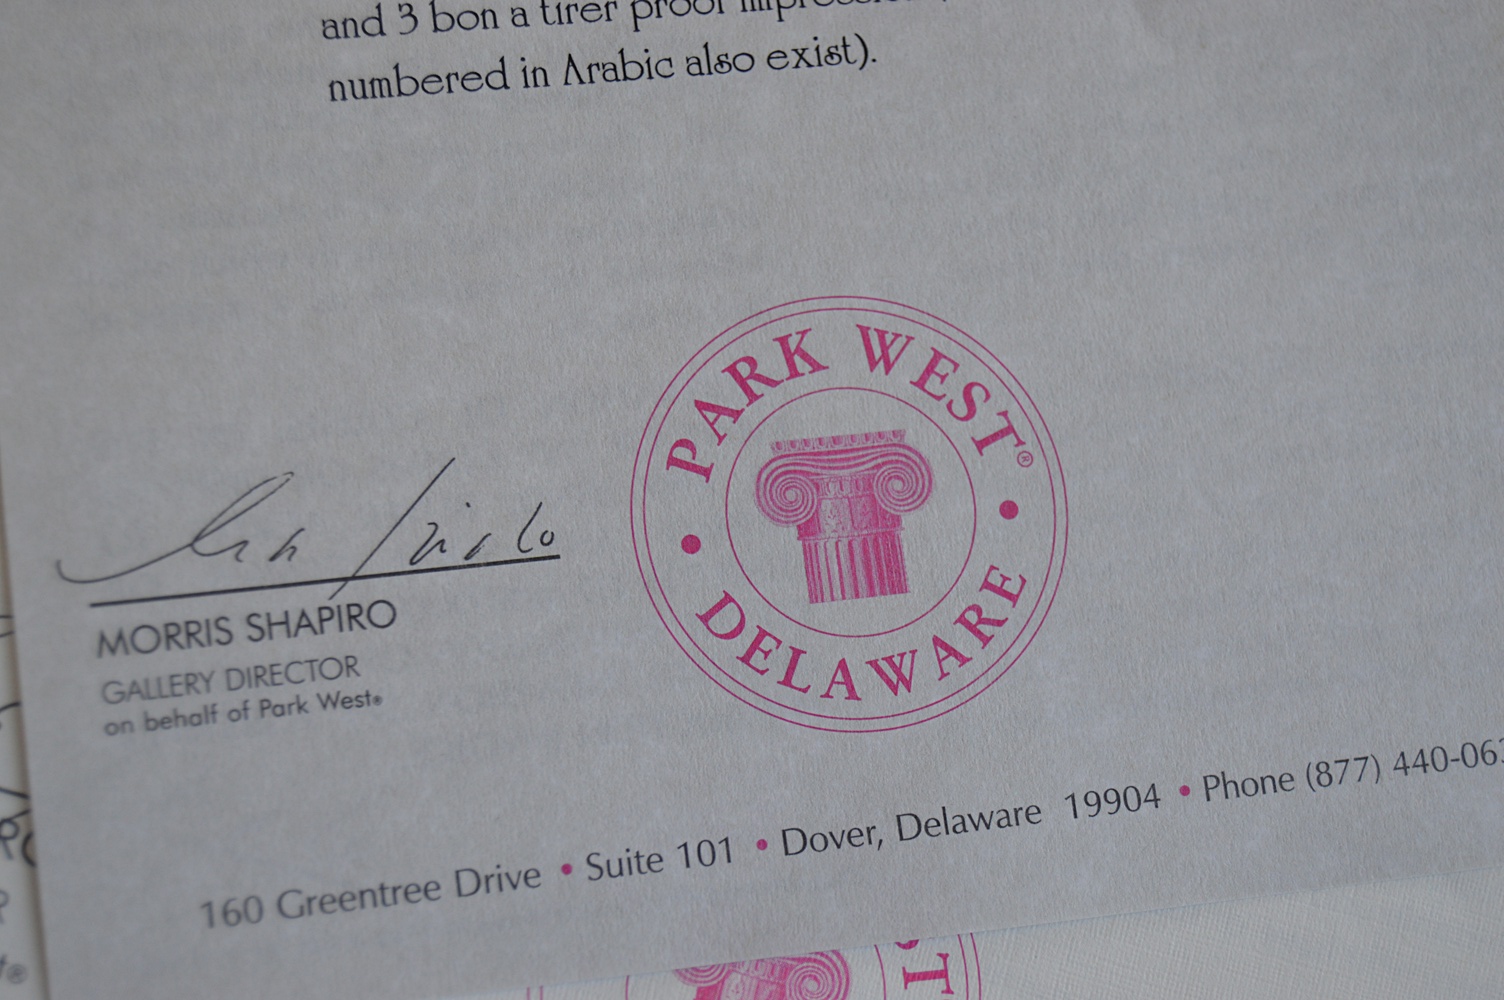 and 3 bon a tirer proof
numbered in Arabic also exist).
PARK WEST®
DELAWARE
MORRIS SHAPIRO
GALLERY DIRECTOR
on behalf of Park West®
160 Greentree Drive • Suite 101 • Dover, Delaware 19904 • Phone (877) 440-06